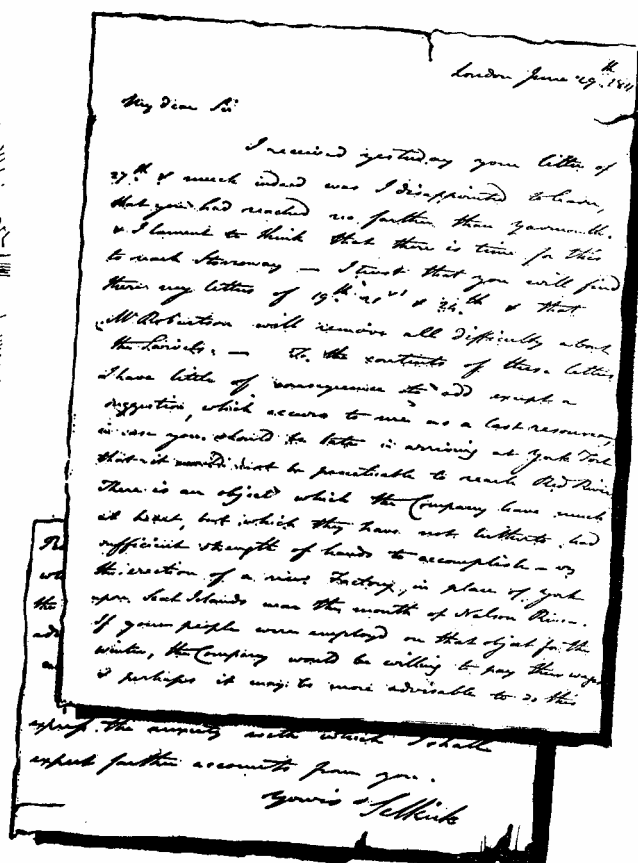 London June 29th. 1811
My dear Sir
I received yesterday your letter of
27th & much indeed was I disappointed to learn,
that you had reached no farther than Yarmouth.
& I lament to think that there is time for this
to reach Stornoway — I trust that you will find
there my letters of 19th 21st & 24th & that
Mr Robertson will remove all difficulty about
the — To the contents of these letters
I have little of consequence to add except a
suggestion, which occurs to me as a last resource,
in case you should be late in arriving at York Fort
that it would not be practicable to reach Red River
There is an object which the Company have much
at heart, but which they have not hitherto had
sufficient strength of hands to accomplish — viz
the erection of a new Factory, in place of York
upon Seal Islands near the mouth of Nelson River.
If your people were employed on that object for the
winter, the Company would be willing to pay their wages
& perhaps it may be more advisable to do this
the
express the anxiety with which I shall
expect further accounts from you.
Yours Selkirk